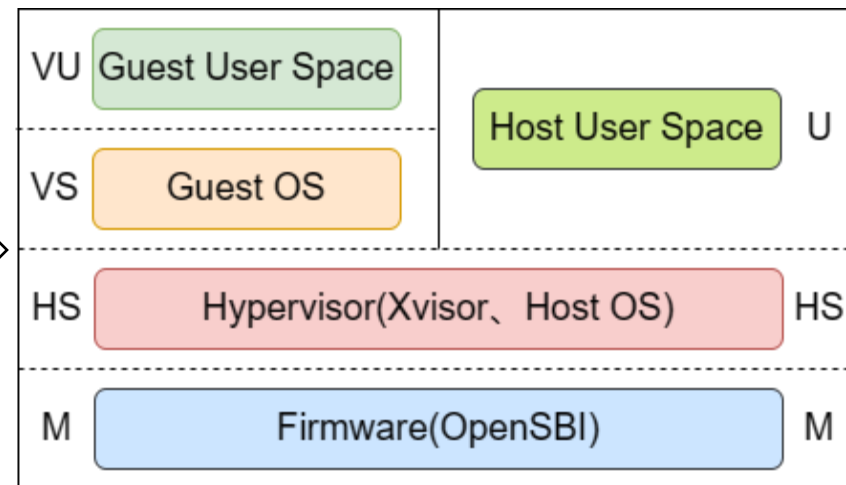 VU Guest User Space
Host User Space U
VS Guest OS
HS Hypervisor(Xvisor、Host OS) HS
M Firmware(OpenSBI) M